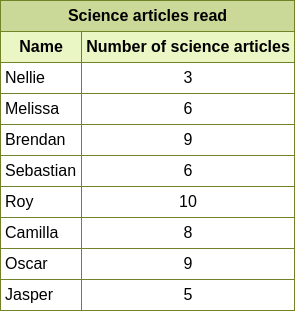 Science articles read
Name Number of science articles
Nellie 3
Melissa 6
Brendan 9
Sebastian 6
Roy 10
Camilla 8
Oscar 9
Jasper 5